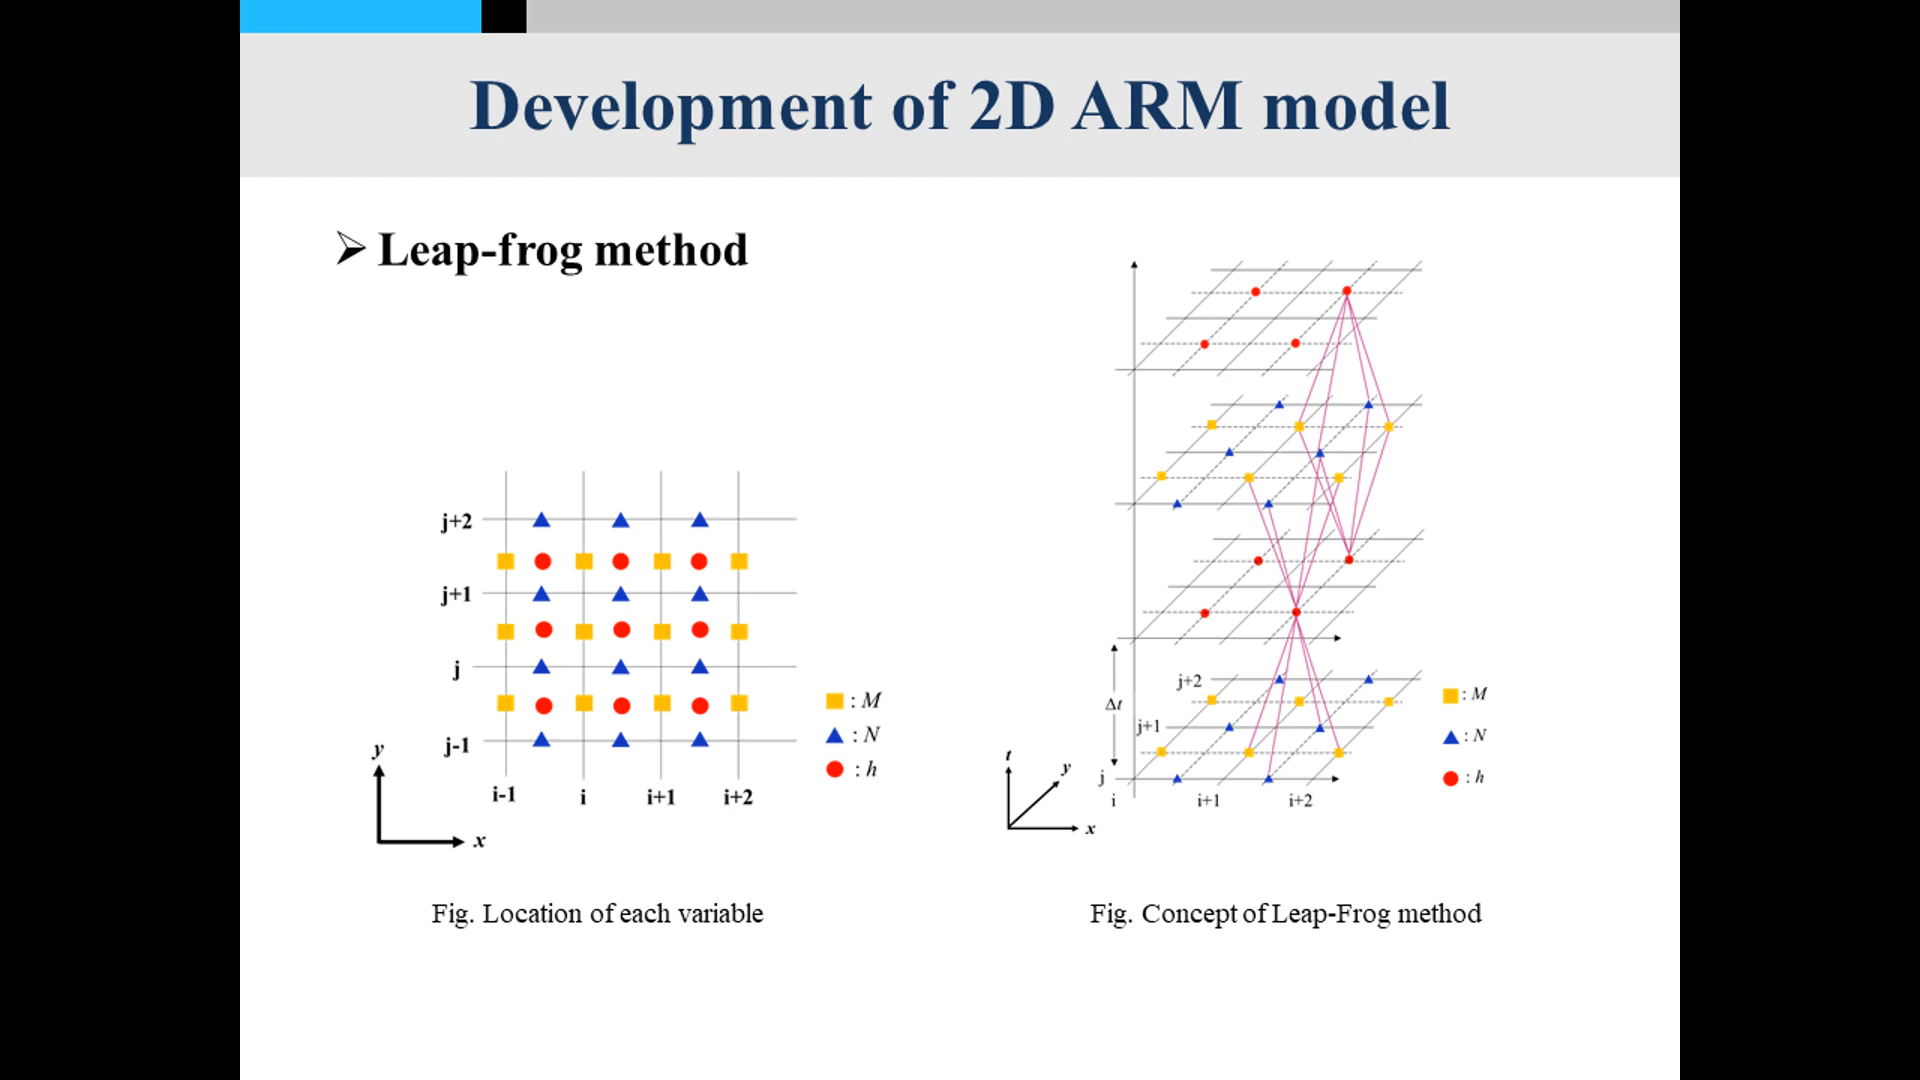 Development of 2D ARM model
➢ Leap-frog method
j+2
j+1
j
j-1
i-1 i i+1 i+2
y
x
: M
: N
: h
Fig. Location of each variable
j+2
Δt
j+1
j
i i+1 i+2
t
y
x
: M
: N
: h
Fig. Concept of Leap-Frog method